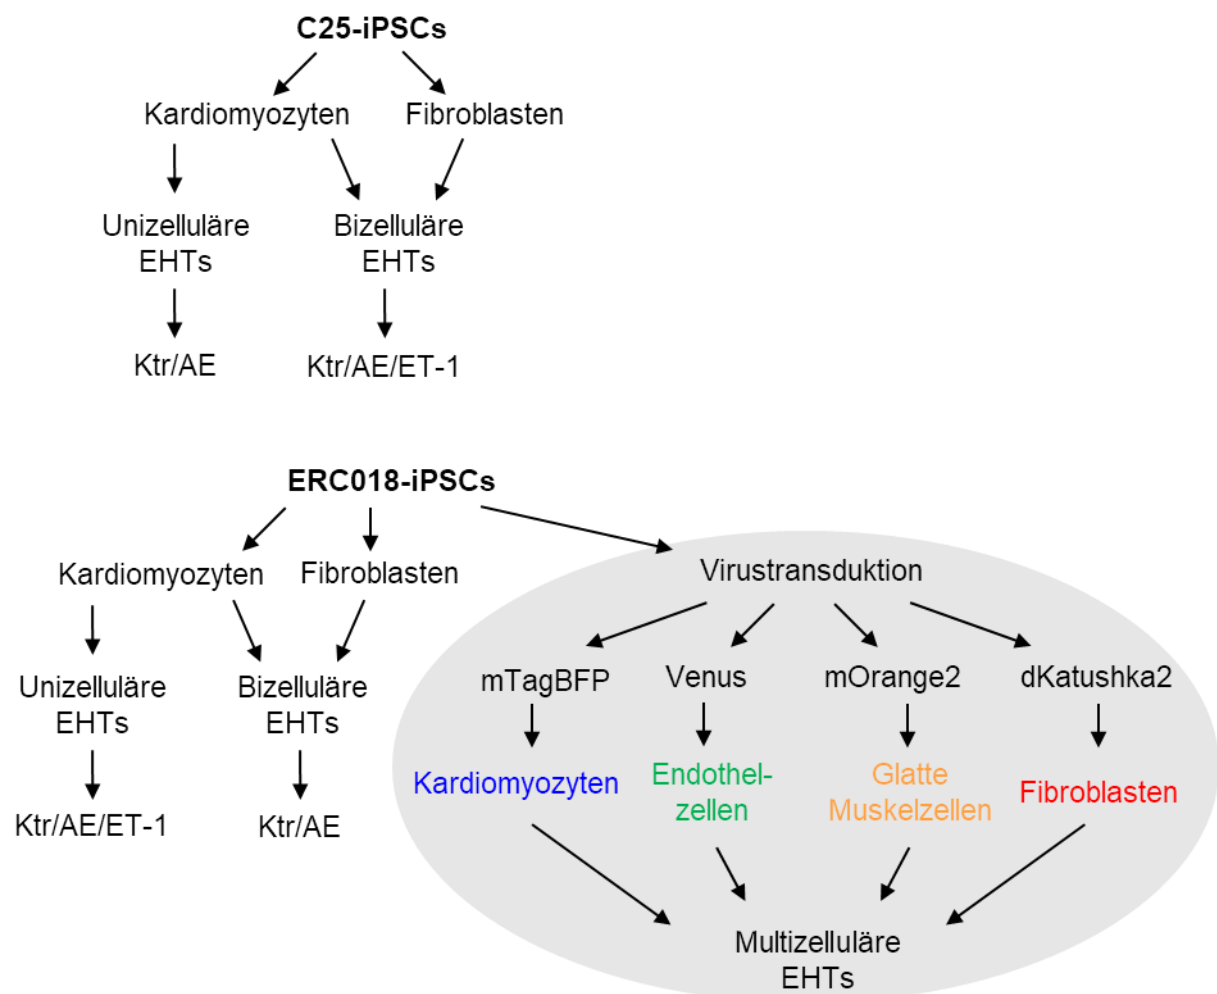 C25-iPSCs
Kardiomyozyten
Fibroblasten
Unizelluläre
EHTs
Bizelluläre
EHTs
Ktr/AE
Ktr/AE/ET-1
ERC018-iPSCs
Kardiomyozyten
Fibroblasten
Virustransduktion
Unizelluläre
EHTs
Bizelluläre
EHTs
mTagBFP
Venus
mOrange2
dKatushka2
Kardiomyozyten
Endothel-
zellen
Glatte
Muskelzellen
Fibroblasten
Ktr/AE/ET-1
Ktr/AE
Multizelluläre
EHTs